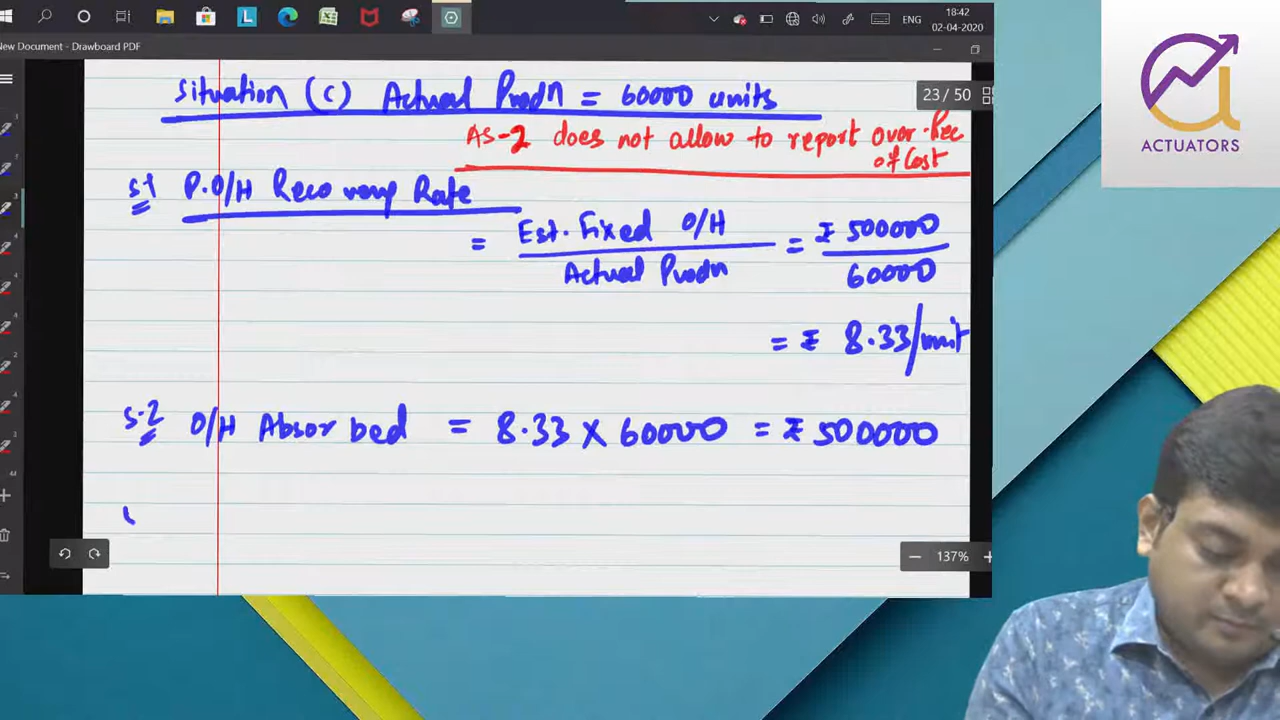 18:42
ENG
02-04-2020
New Document - Drawboard PDF
Situation (C) Actual Prodn = 60000 units
23 / 50
AS-2 does not allow to report over-Rec of Cost
S-1 P.O/H Recovery Rate
= Est. Fixed O/H / Actual Prodn = ₹ 500000 / 60000
= ₹ 8.33/unit
S-2 O/H Absorbed = 8.33 × 60000 = ₹ 500000
137%
ACTUATORS